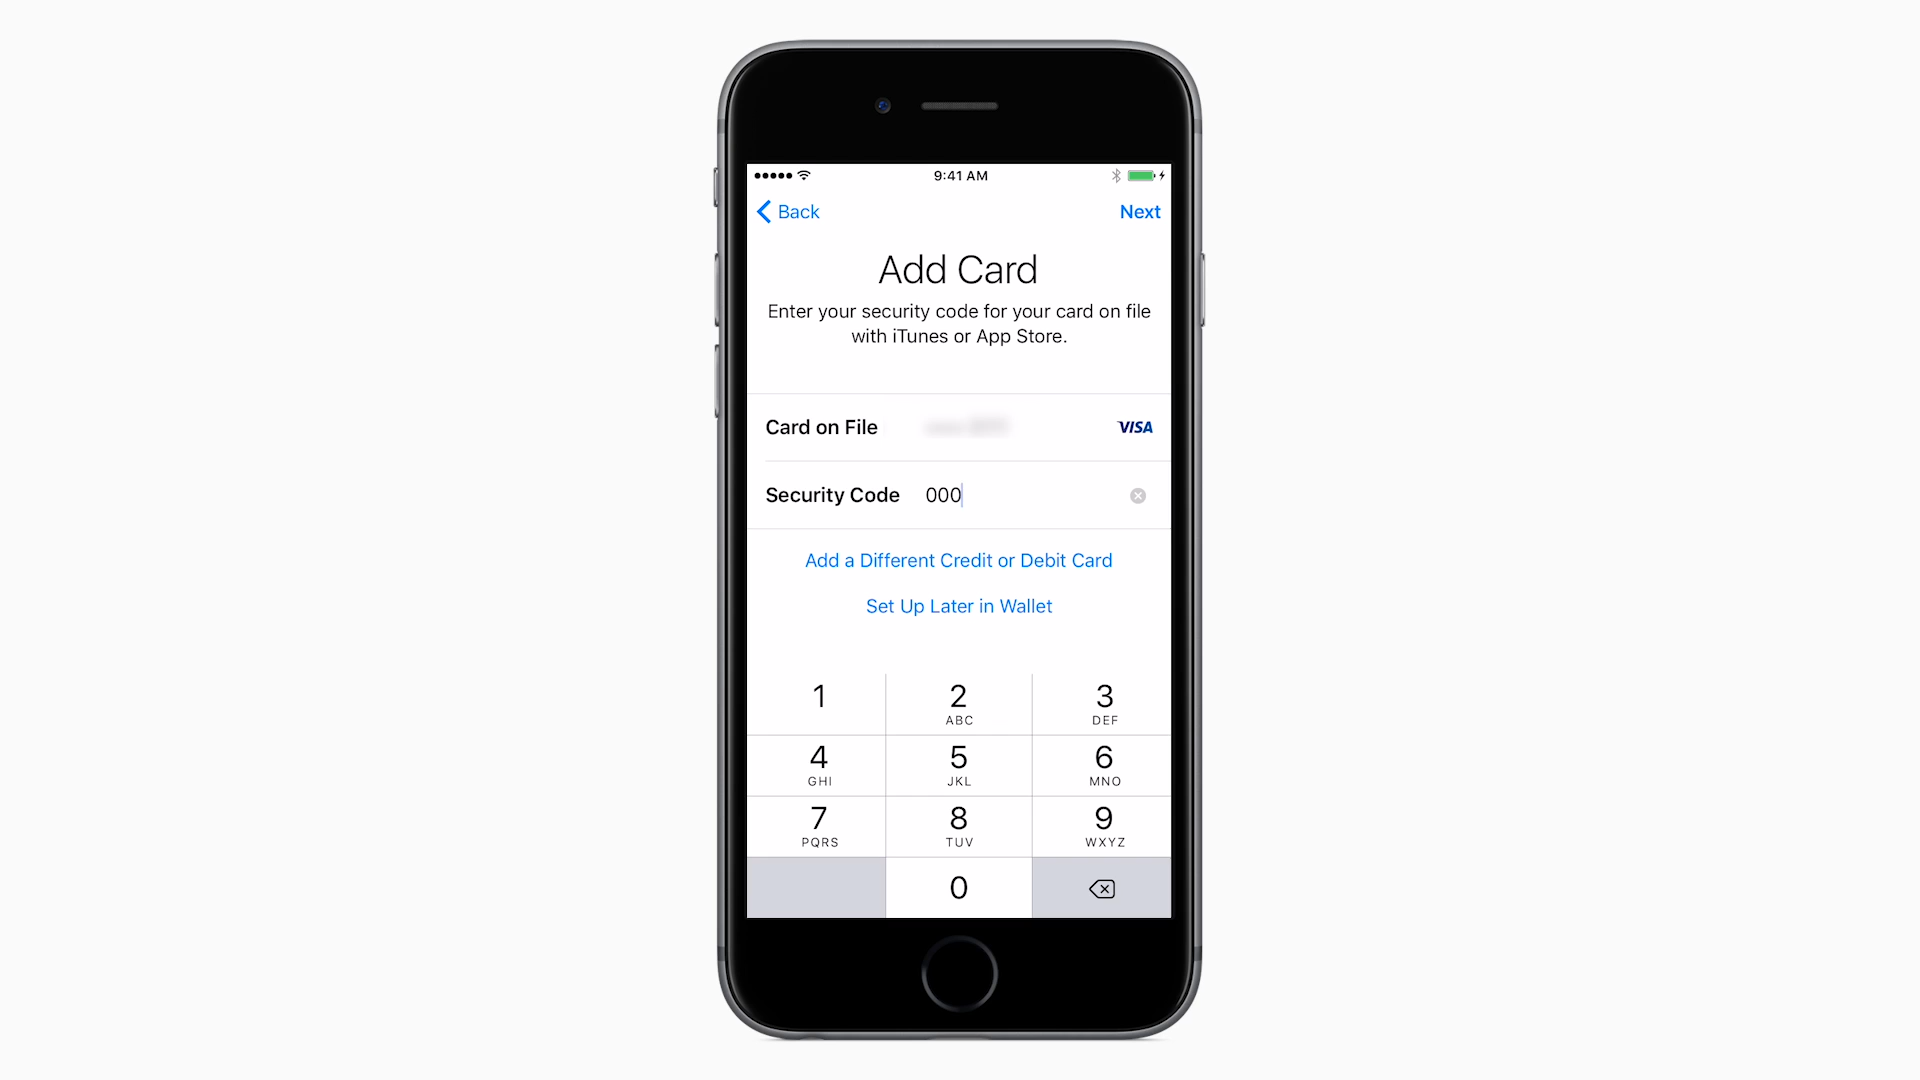 9:41 AM
Back
Next
Add Card
Enter your security code for your card on file
with iTunes or App Store.
Card on File
VISA
Security Code 000
Add a Different Credit or Debit Card
Set Up Later in Wallet
1 2 3
ABC DEF
4 5 6
GHI JKL MNO
7 8 9
PQRS TUV WXYZ
0